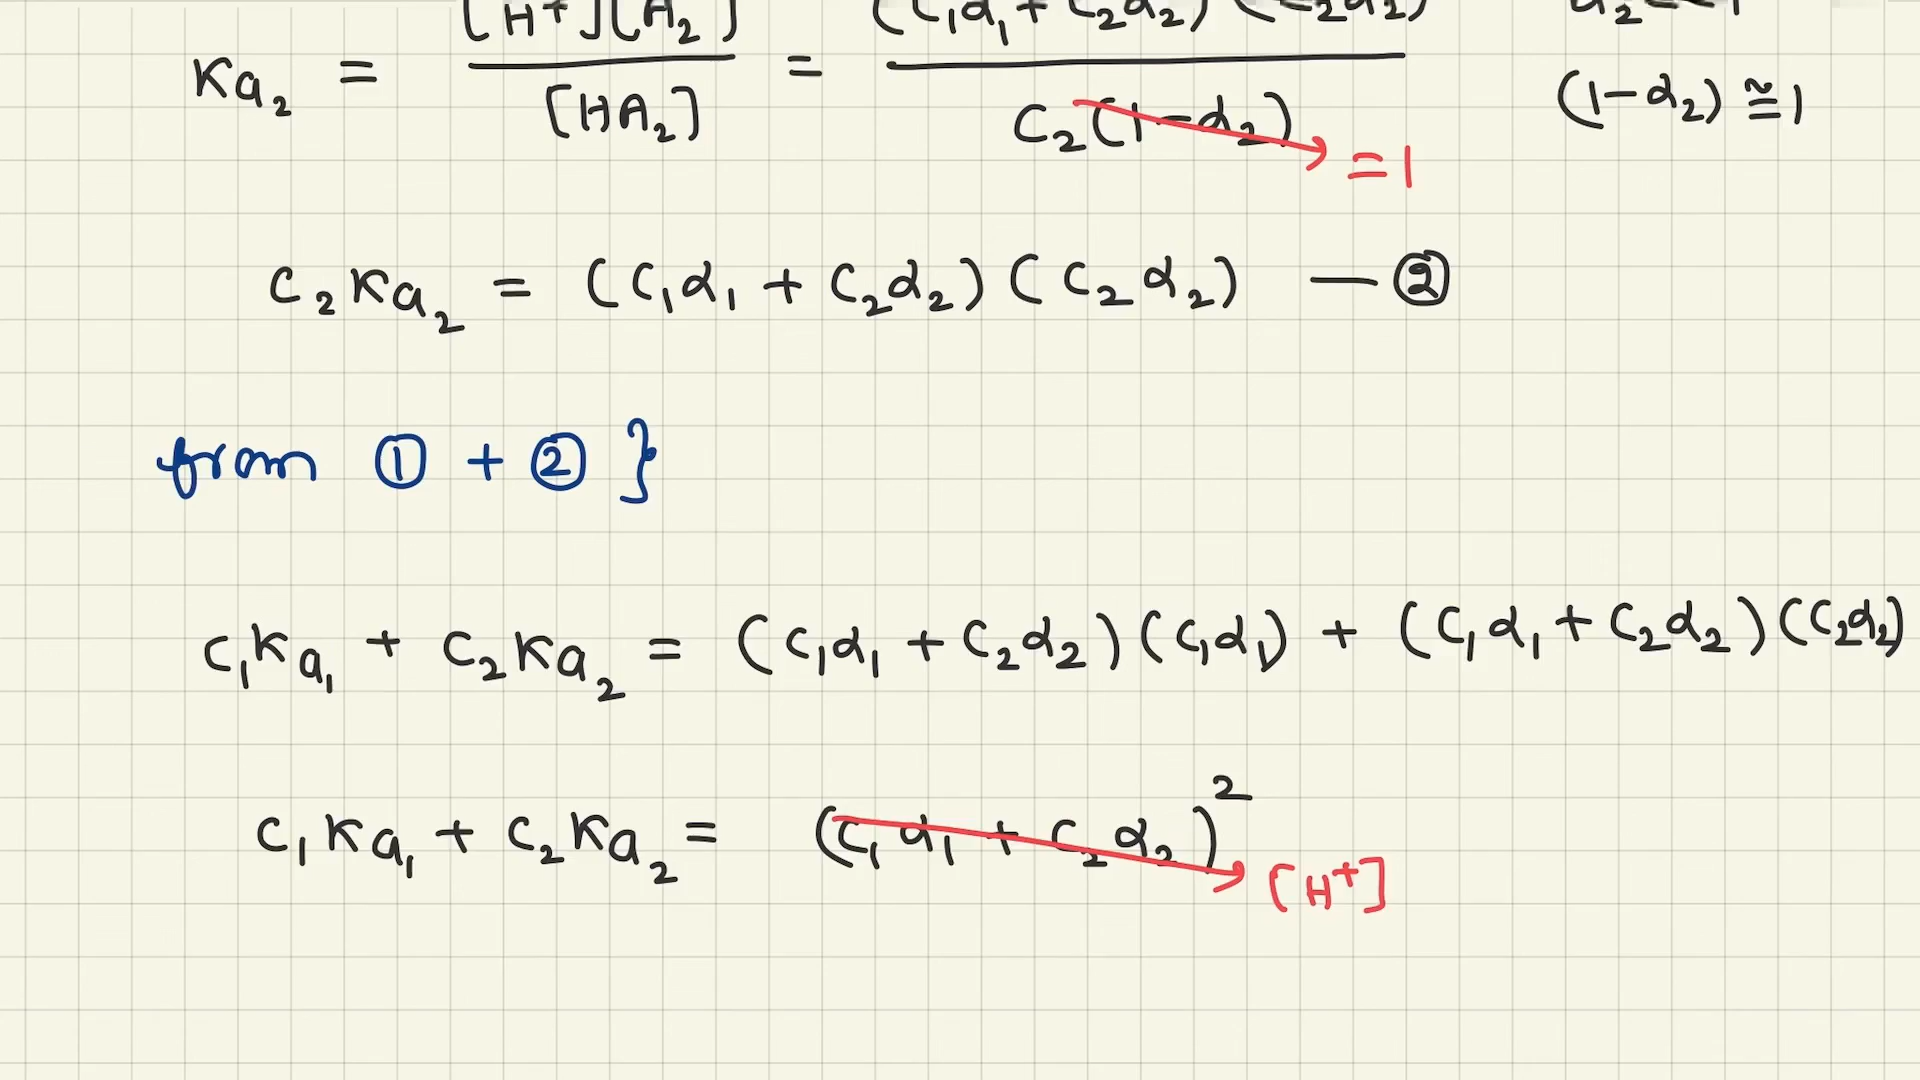 [H⁺][A₂] (C₁α₁ + C₂α₂)(C₂α₂)
Ka₂ = ─── = ───
[HA₂] C₂(1-α₂) = 1 (1-α₂) ≅ 1
C₂Ka₂ = (C₁α₁ + C₂α₂)(C₂α₂) — ②
from ① + ② }
C₁Ka₁ + C₂Ka₂ = (C₁α₁ + C₂α₂)(C₁α₁) + (C₁α₁ + C₂α₂)(C₂α₂)
C₁Ka₁ + C₂Ka₂ = (C₁α₁ + C₂α₂)² [H⁺]